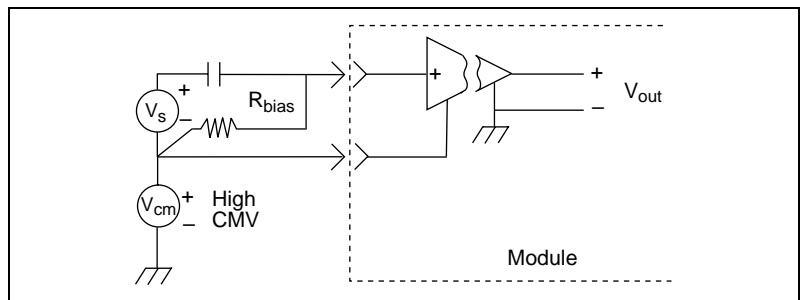 +
V_s
−
R_bias
+
+
V_out
−
V_cm
+
−
High
CMV
Module